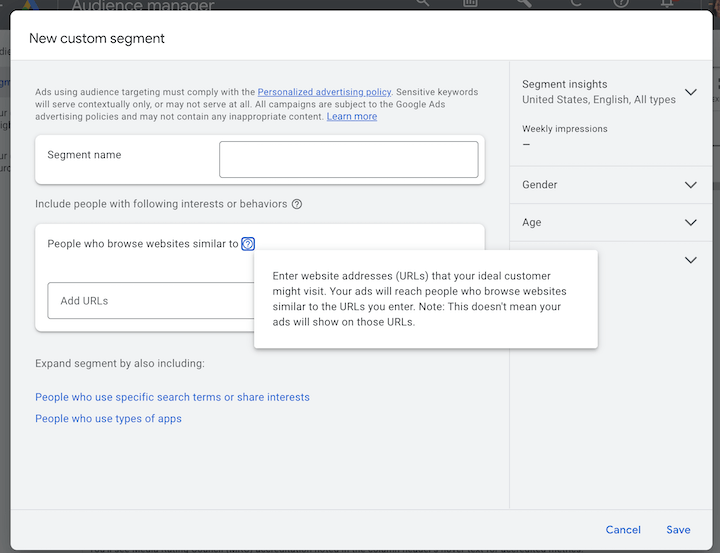 Audience manager
New custom segment
Ads using audience targeting must comply with the Personalized advertising policy. Sensitive keywords
will serve contextually only, or may not serve at all. All campaigns are subject to the Google Ads
advertising policies and may not contain any inappropriate content. Learn more
Segment name
Include people with following interests or behaviors
People who browse websites similar to
Enter website addresses (URLs) that your ideal customer
might visit. Your ads will reach people who browse websites
similar to the URLs you enter. Note: This doesn't mean your
ads will show on those URLs.
Add URLs
Expand segment by also including:
People who use specific search terms or share interests
People who use types of apps
Segment insights
United States, English, All types
Weekly impressions
–
Gender
Age
Cancel
Save